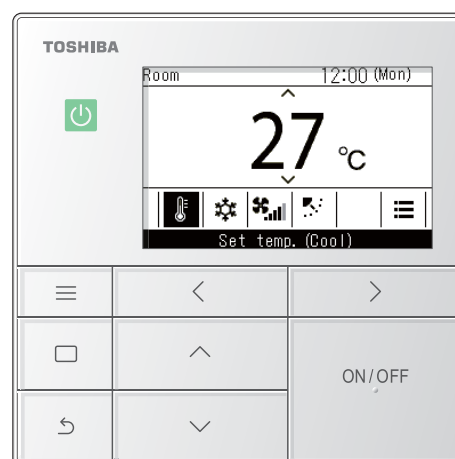 TOSHIBA
Room 12:00 (Mon)
27 °C
Set temp. (Cool)
ON/OFF